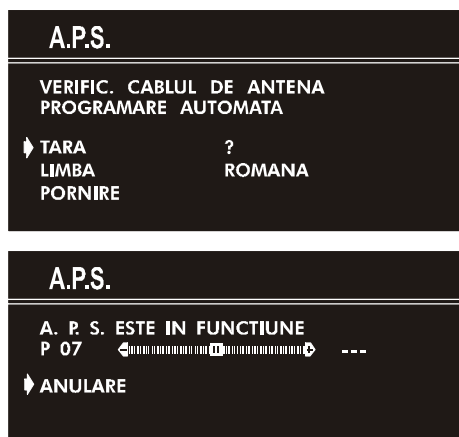 A.P.S.
VERIFIC. CABLUL DE ANTENA
PROGRAMARE AUTOMATA
TARA ?
LIMBA ROMANA
PORNIRE
A.P.S.
A. P. S. ESTE IN FUNCTIUNE
P 07 ---
ANULARE